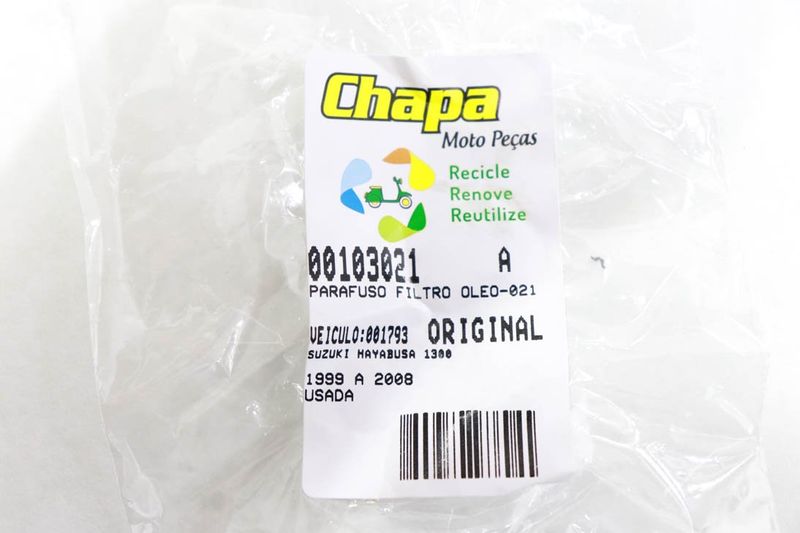 Chapa
Moto Peças
Recicle
Renove
Reutilize
00103021 A
PARAFUSO FILTRO OLEO-021
VEICULO:001793 ORIGINAL
SUZUKI HAYABUSA 1300
1999 A 2008
USADA